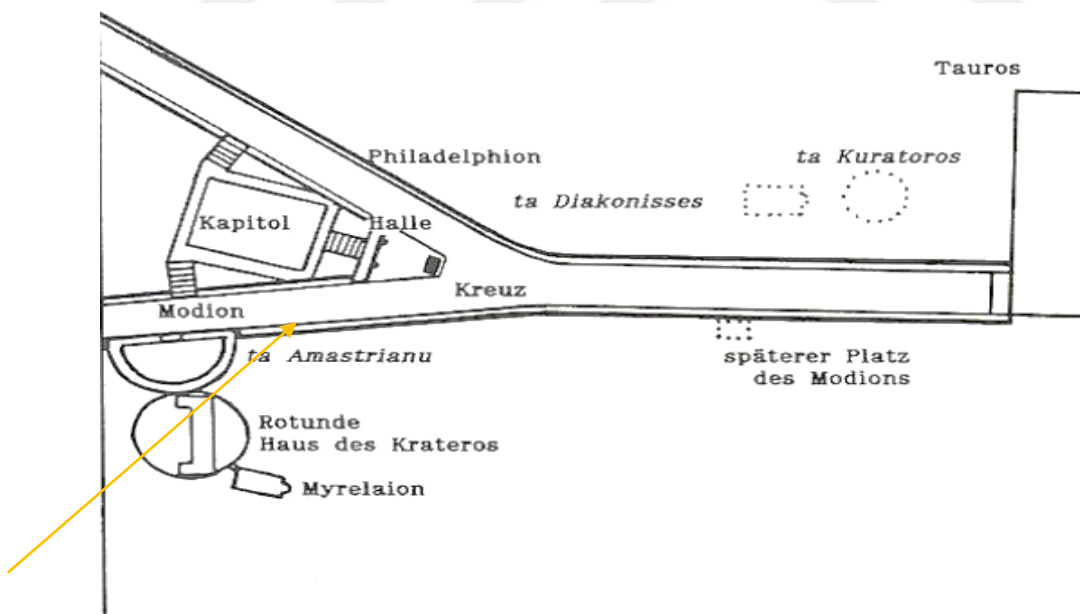 Tauros
Philadelphion
ta Kuratoros
ta Diakonisses
Kapitol
Halle
Kreuz
Modion
ta Amastrianu
späterer Platz
des Modions
Rotunde
Haus des Krateros
Myrelaion